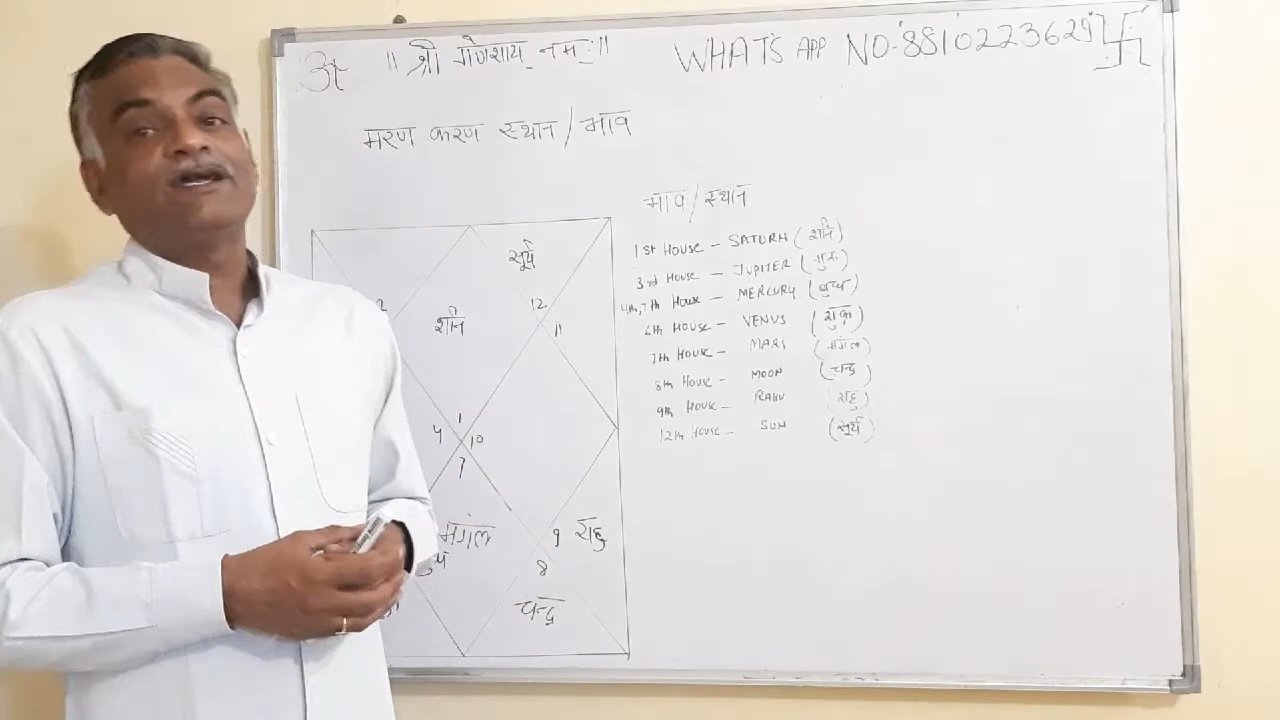 ॐ ॥ श्री गणेशाय नमः ॥ WHAT'S APP NO-8810223629
मरण कारण स्थान / भाव
भाव / स्थान
1st HOUSE - SATURN (शनि)
3rd HOUSE - JUPITER (गुरु)
4th, 7th HOUSE - MERCURY (बुध)
6th HOUSE - VENUS (शुक्र)
7th HOUSE - MARS (मंगल)
8th HOUSE - MOON (चन्द्र)
9th HOUSE - RAHU (राहु)
12th HOUSE - SUN (सूर्य)
सूर्य
2 12
शनि 11
1
4 10
7
मंगल 9 राहु
8
चन्द्र